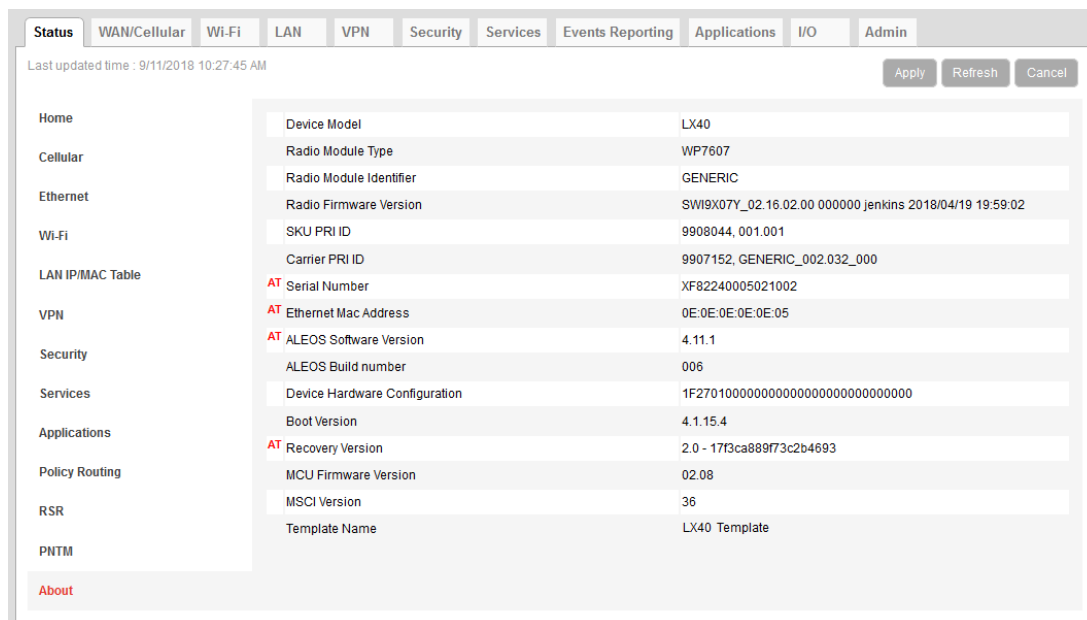 Status WAN/Cellular Wi-Fi LAN VPN Security Services Events Reporting Applications I/O Admin
Last updated time : 9/11/2018 10:27:45 AM
Apply Refresh Cancel
Home
Cellular
Ethernet
Wi-Fi
LAN IP/MAC Table
VPN
Security
Services
Applications
Policy Routing
RSR
PNTM
About
Device Model LX40
Radio Module Type WP7607
Radio Module Identifier GENERIC
Radio Firmware Version SWI9X07Y_02.16.02.00 000000 jenkins 2018/04/19 19:59:02
SKU PRI ID 9908044, 001.001
Carrier PRI ID 9907152, GENERIC_002.032_000
AT Serial Number XF82240005021002
AT Ethernet Mac Address 0E:0E:0E:0E:0E:05
AT ALEOS Software Version 4.11.1
ALEOS Build number 006
Device Hardware Configuration 1F270100000000000000000000000000
Boot Version 4.1.15.4
AT Recovery Version 2.0 - 17f3ca889f73c2b4693
MCU Firmware Version 02.08
MSCI Version 36
Template Name LX40 Template